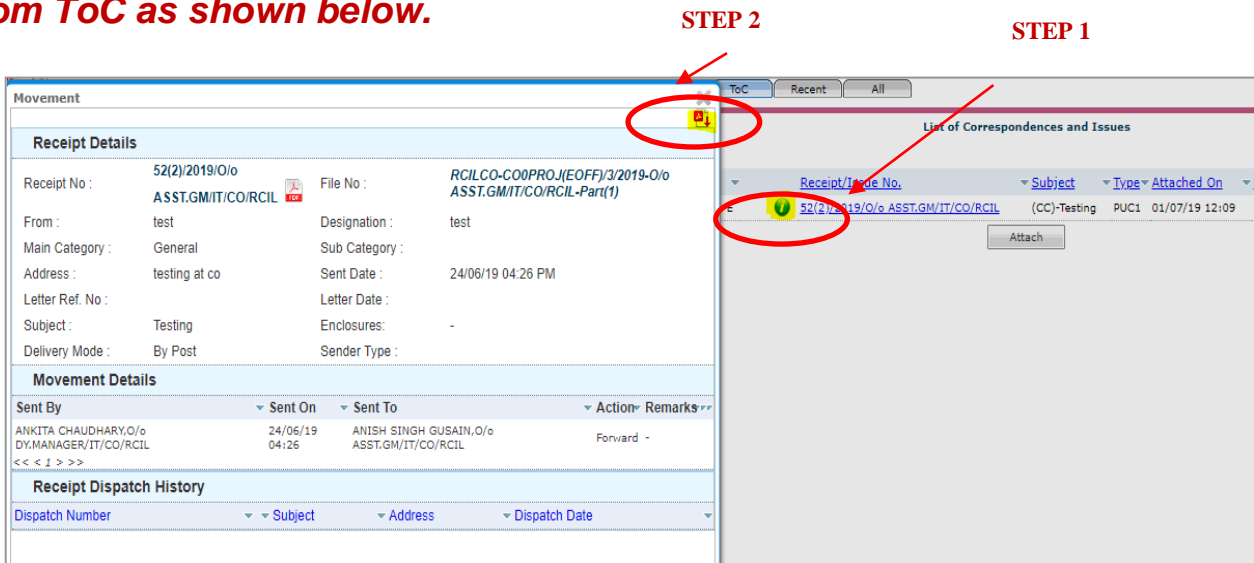 om ToC as shown below.
STEP 2
STEP 1
Movement
ToC Recent All
List of Correspondences and Issues
Receipt Details
Receipt No : 52(2)/2019/O/o ASST.GM/IT/CO/RCIL File No : RCILCO-CO0PROJ(EOFF)/3/2019-O/o ASST.GM/IT/CO/RCIL-Part(1)
From : test Designation : test
Main Category : General Sub Category :
Address : testing at co Sent Date : 24/06/19 04:26 PM
Letter Ref. No : Letter Date :
Subject : Testing Enclosures: -
Delivery Mode : By Post Sender Type :
Receipt/Issue No. Subject Type Attached On
E 52(2)/2019/O/o ASST.GM/IT/CO/RCIL (CC)-Testing PUC1 01/07/19 12:09
Attach
Movement Details
Sent By Sent On Sent To Action Remarks
ANKITA CHAUDHARY,O/o 24/06/19 ANISH SINGH GUSAIN,O/o Forward -
DY.MANAGER/IT/CO/RCIL 04:26 ASST.GM/IT/CO/RCIL
<< < 1 > >>
Receipt Dispatch History
Dispatch Number Subject Address Dispatch Date